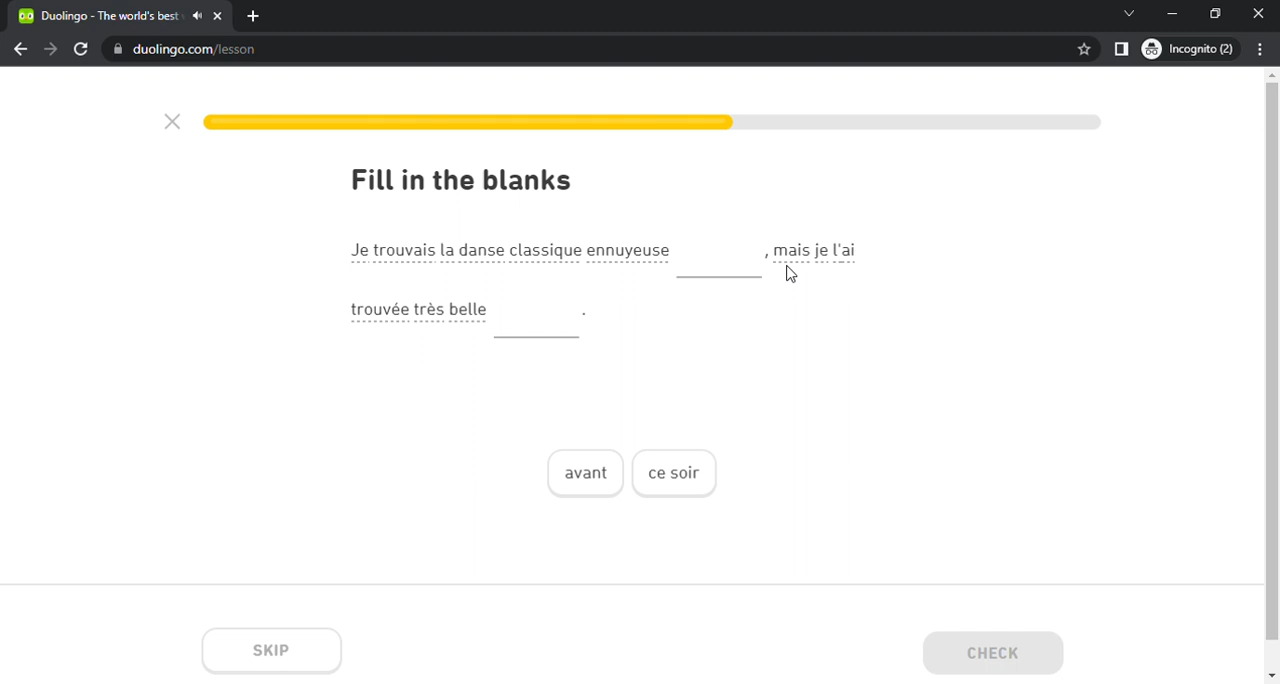 Duolingo - The world's best
duolingo.com/lesson
Incognito (2)
Fill in the blanks
Je trouvais la danse classique ennuyeuse , mais je l'ai
trouvée très belle .
avant ce soir
SKIP CHECK